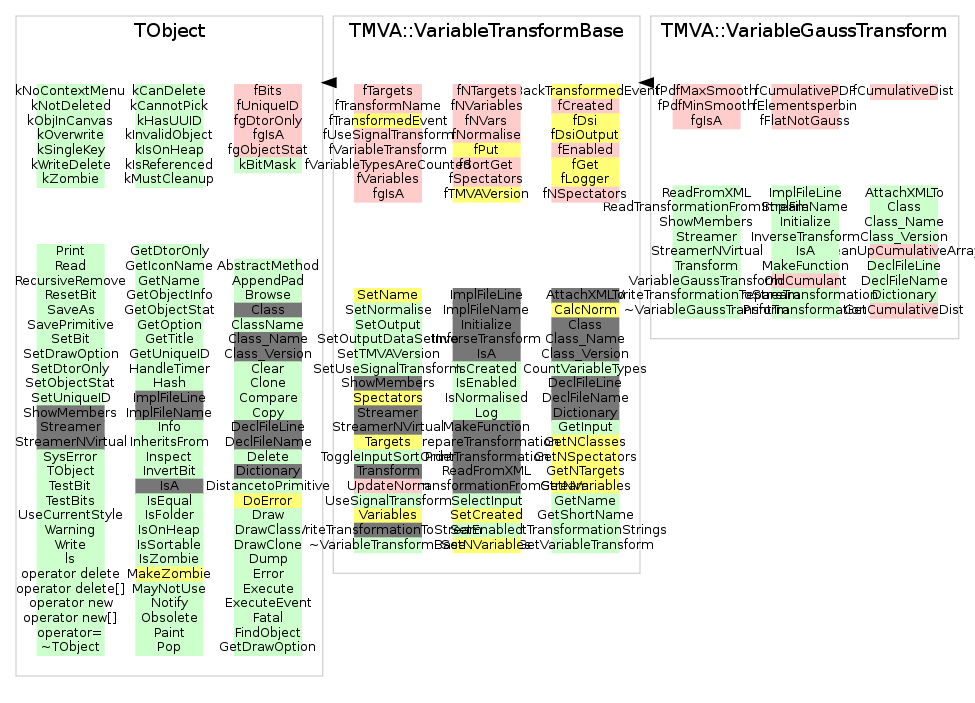 TObject
kNoContextMenu kCanDelete fBits
kNotDeleted kCannotPick fUniqueID
kObjInCanvas kHasUUID fgDtorOnly
kOverwrite kInvalidObject fgIsA
kSingleKey kIsOnHeap fgObjectStat
kWriteDelete kIsReferenced kBitMask
kZombie kMustCleanup
Print GetDtorOnly
Read GetIconName AbstractMethod
RecursiveRemove GetName AppendPad
ResetBit GetObjectInfo Browse
SaveAs GetObjectStat Class
SavePrimitive GetOption ClassName
SetBit GetTitle Class_Name
SetDrawOption GetUniqueID Class_Version
SetDtorOnly HandleTimer Clear
SetObjectStat Hash Clone
SetUniqueID ImplFileLine Compare
ShowMembers ImplFileName Copy
Streamer Info DeclFileLine
StreamerNVirtual InheritsFrom DeclFileName
SysError Inspect Delete
TObject InvertBit Dictionary
TestBit IsA DistancetoPrimitive
TestBits IsEqual DoError
UseCurrentStyle IsFolder Draw
Warning IsOnHeap DrawClass
Write IsSortable DrawClone
ls IsZombie Dump
operator delete MakeZombie Error
operator delete[] MayNotUse Execute
operator new Notify ExecuteEvent
operator new[] Obsolete Fatal
operator= Paint FindObject
~TObject Pop GetDrawOption
TMVA::VariableTransformBase
fTargets fNTargets ackTransformedEvent
fTransformName fNVariables fCreated
fTransformedEvent fNVars fDsi
fUseSignalTransform fNormalise fDsiOutput
fVariableTransform fPut fEnabled
fVariableTypesAreCounted fSortGet fGet
fVariables fSpectators fLogger
fgIsA fTMVAVersion fNSpectators
SetName ImplFileLine AttachXMLTo
SetNormalise ImplFileName CalcNorm
SetOutput Initialize Class
SetOutputDataSetInfo InverseTransform Class_Name
SetTMVAVersion IsA Class_Version
SetUseSignalTransform IsCreated CountVariableTypes
ShowMembers IsEnabled DeclFileLine
Spectators IsNormalised DeclFileName
Streamer Log Dictionary
StreamerNVirtual MakeFunction GetInput
Targets repareTransformation GetNClasses
ToggleInputSortOrder PrintTransformation GetNSpectators
Transform ReadFromXML GetNTargets
UpdateNorm GetNVariables
UseSignalTransform SelectInput GetName
Variables SetCreated GetShortName
riteTransformationToStream SetEnabled tTransformationStrings
~VariableTransformBase SetNVariables GetVariableTransform
TMVA::VariableGaussTransform
fPdfMaxSmooth fCumulativePDF fCumulativeDist
fPdfMinSmooth fElementsperbin
fgIsA fFlatNotGauss
ReadFromXML ImplFileLine AttachXMLTo
ReadTransformationFromStream ImplFileName Class
ShowMembers Initialize Class_Name
Streamer InverseTransform Class_Version
StreamerNVirtual IsA eanUpCumulativeArray
Transform MakeFunction DeclFileLine
VariableGaussTransform OldCumulant DeclFileName
WriteTransformationToStream Dictionary
~VariableGaussTransform PrintTransformation GetCumulativeDist